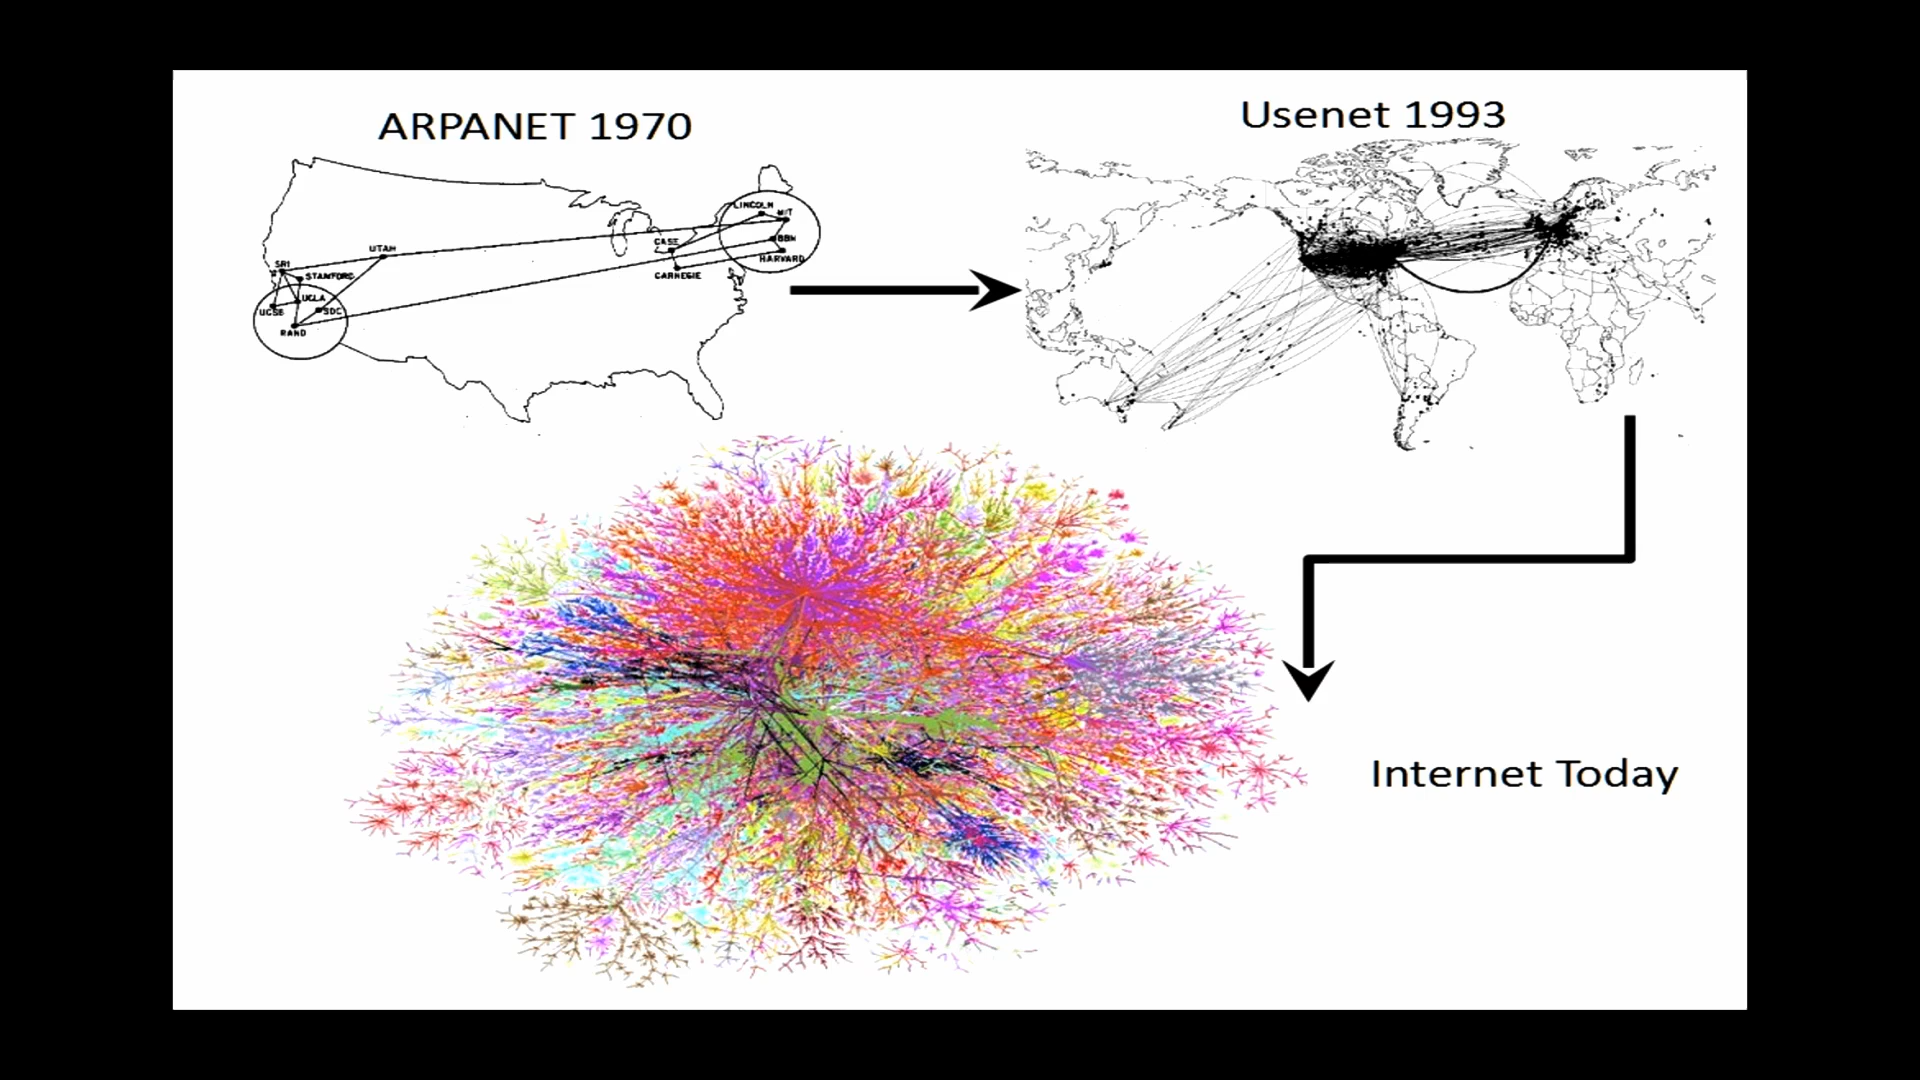 ARPANET 1970
Usenet 1993
LINCOLN
MIT
CASE
BBN
UTAH
HARVARD
SRI
STANFORD
CARNEGIE
UCLA
UCSB
SDC
RAND
Internet Today